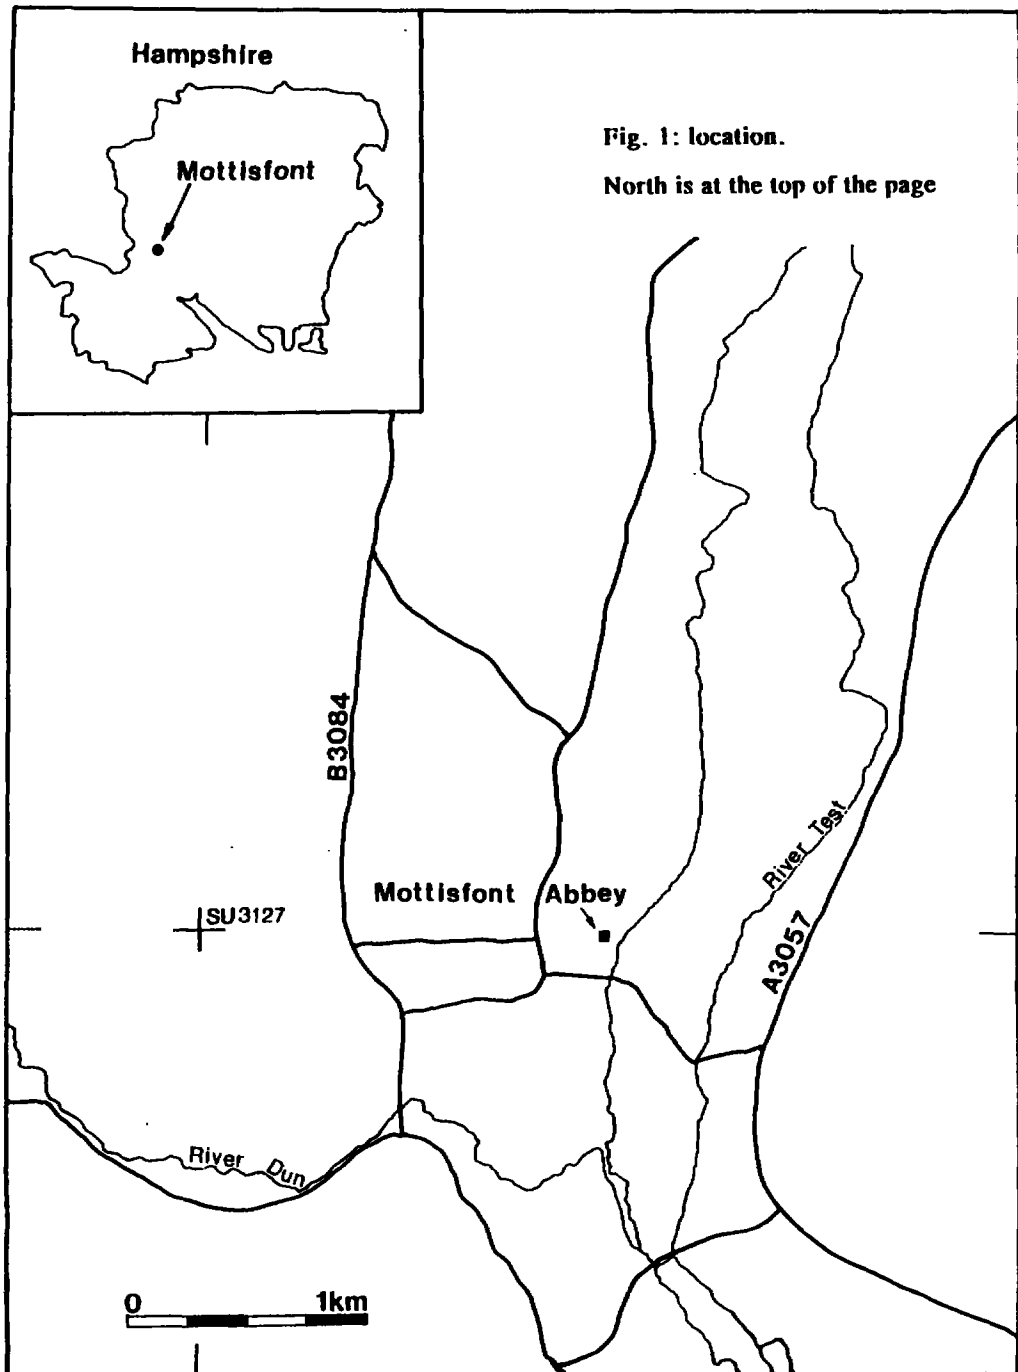 Hampshire
Mottisfont
Fig. 1: location.
North is at the top of the page
B3084
Mottisfont Abbey
SU3127
River Test
A3057
River Dun
0 1km